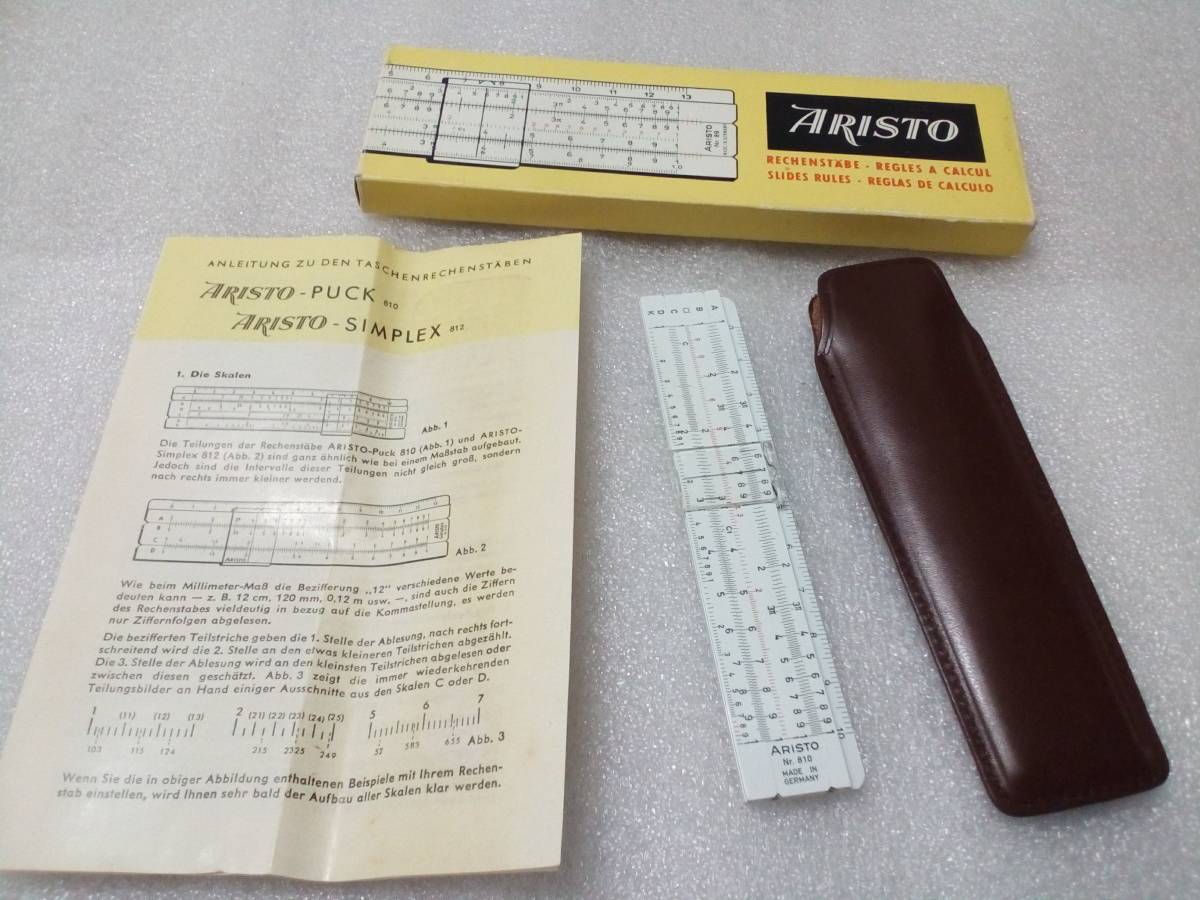 ARISTO
RECHENSTÄBE - REGLES A CALCUL
SLIDES RULES - REGLAS DE CALCULO
ARISTO
Nr. 89
ANLEITUNG ZU DEN TASCHENRECHENSTÄBEN
ARISTO-PUCK 810
ARISTO-SIMPLEX 812
1. Die Skalen
Abb. 1
Die Teilungen der Rechenstäbe ARISTO-Puck 810 (Abb. 1) und ARISTO-
Simplex 812 (Abb. 2) sind ganz ähnlich wie bei einem Maßstab aufgebaut.
Jedoch sind die Intervalle dieser Teilungen nicht gleich groß, sondern
nach rechts immer kleiner werdend.
Abb. 2
Wie beim Millimeter-Maß die Bezifferung „12" verschiedene Werte be-
deuten kann — z. B. 12 cm, 120 mm, 0,12 m usw. —, sind auch die Ziffern
des Rechenstabes vieldeutig in bezug auf die Kommastellung, es werden
nur Ziffernfolgen abgelesen.
Die bezifferten Teilstriche geben die 1. Stelle der Ablesung, nach rechts fort-
schreitend wird die 2. Stelle an den etwas kleineren Teilstrichen abgezählt.
Die 3. Stelle der Ablesung wird an den kleinsten Teilstrichen abgelesen oder
zwischen diesen geschätzt. Abb. 3 zeigt die immer wiederkehrenden
Teilungsbilder an Hand einiger Ausschnitte aus den Skalen C oder D.
1 (11) (12) (13) 2 (21) (22) (23) (24) (25) 5 6 7
103 115 124 215 2325 249 52 583 655 Abb. 3
Wenn Sie die in obiger Abbildung enthaltenen Beispiele mit Ihrem Rechen-
stab einstellen, wird Ihnen sehr bald der Aufbau aller Skalen klar werden.
K D C B A
ARISTO
Nr. 810
MADE IN
GERMANY